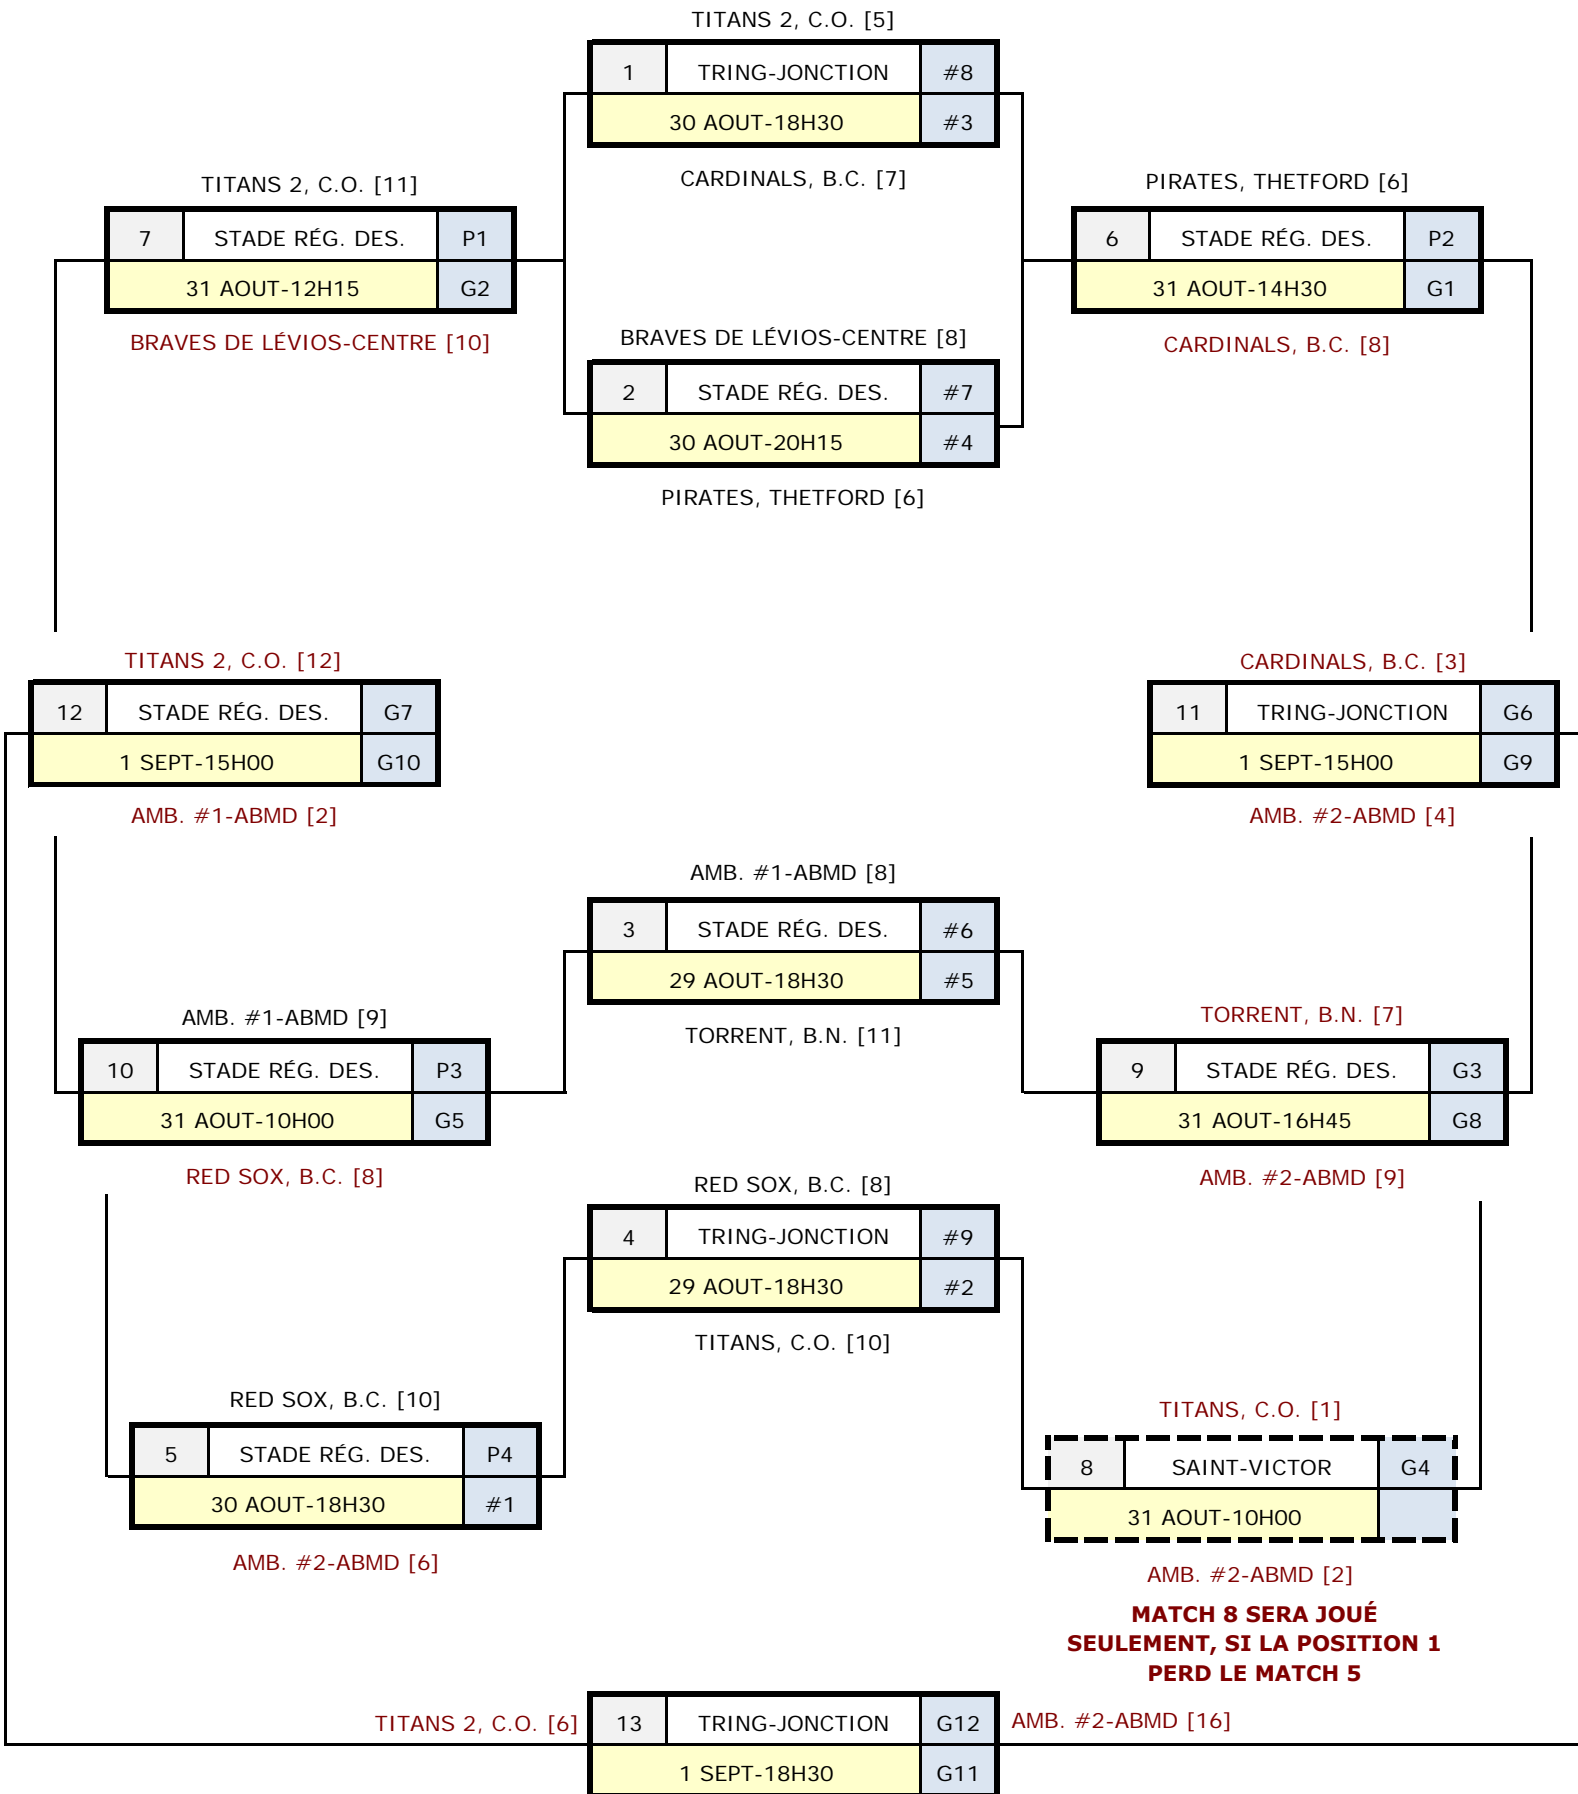 TITANS 2, C.O. [5]
1 TRING-JONCTION #8
30 AOUT-18H30 #3
CARDINALS, B.C. [7]
TITANS 2, C.O. [11]
7 STADE RÉG. DES. P1
31 AOUT-12H15 G2
BRAVES DE LÉVIOS-CENTRE [10]
PIRATES, THETFORD [6]
6 STADE RÉG. DES. P2
31 AOUT-14H30 G1
CARDINALS, B.C. [8]
BRAVES DE LÉVIOS-CENTRE [8]
2 STADE RÉG. DES. #7
30 AOUT-20H15 #4
PIRATES, THETFORD [6]
TITANS 2, C.O. [12]
12 STADE RÉG. DES. G7
1 SEPT-15H00 G10
AMB. #1-ABMD [2]
CARDINALS, B.C. [3]
11 TRING-JONCTION G6
1 SEPT-15H00 G9
AMB. #2-ABMD [4]
AMB. #1-ABMD [8]
3 STADE RÉG. DES. #6
29 AOUT-18H30 #5
TORRENT, B.N. [11]
AMB. #1-ABMD [9]
10 STADE RÉG. DES. P3
31 AOUT-10H00 G5
RED SOX, B.C. [8]
TORRENT, B.N. [7]
9 STADE RÉG. DES. G3
31 AOUT-16H45 G8
AMB. #2-ABMD [9]
RED SOX, B.C. [8]
4 TRING-JONCTION #9
29 AOUT-18H30 #2
TITANS, C.O. [10]
RED SOX, B.C. [10]
5 STADE RÉG. DES. P4
30 AOUT-18H30 #1
AMB. #2-ABMD [6]
TITANS, C.O. [1]
8 SAINT-VICTOR G4
31 AOUT-10H00
AMB. #2-ABMD [2]
MATCH 8 SERA JOUÉ
SEULEMENT, SI LA POSITION 1
PERD LE MATCH 5
TITANS 2, C.O. [6] 13 TRING-JONCTION G12 AMB. #2-ABMD [16]
1 SEPT-18H30 G11